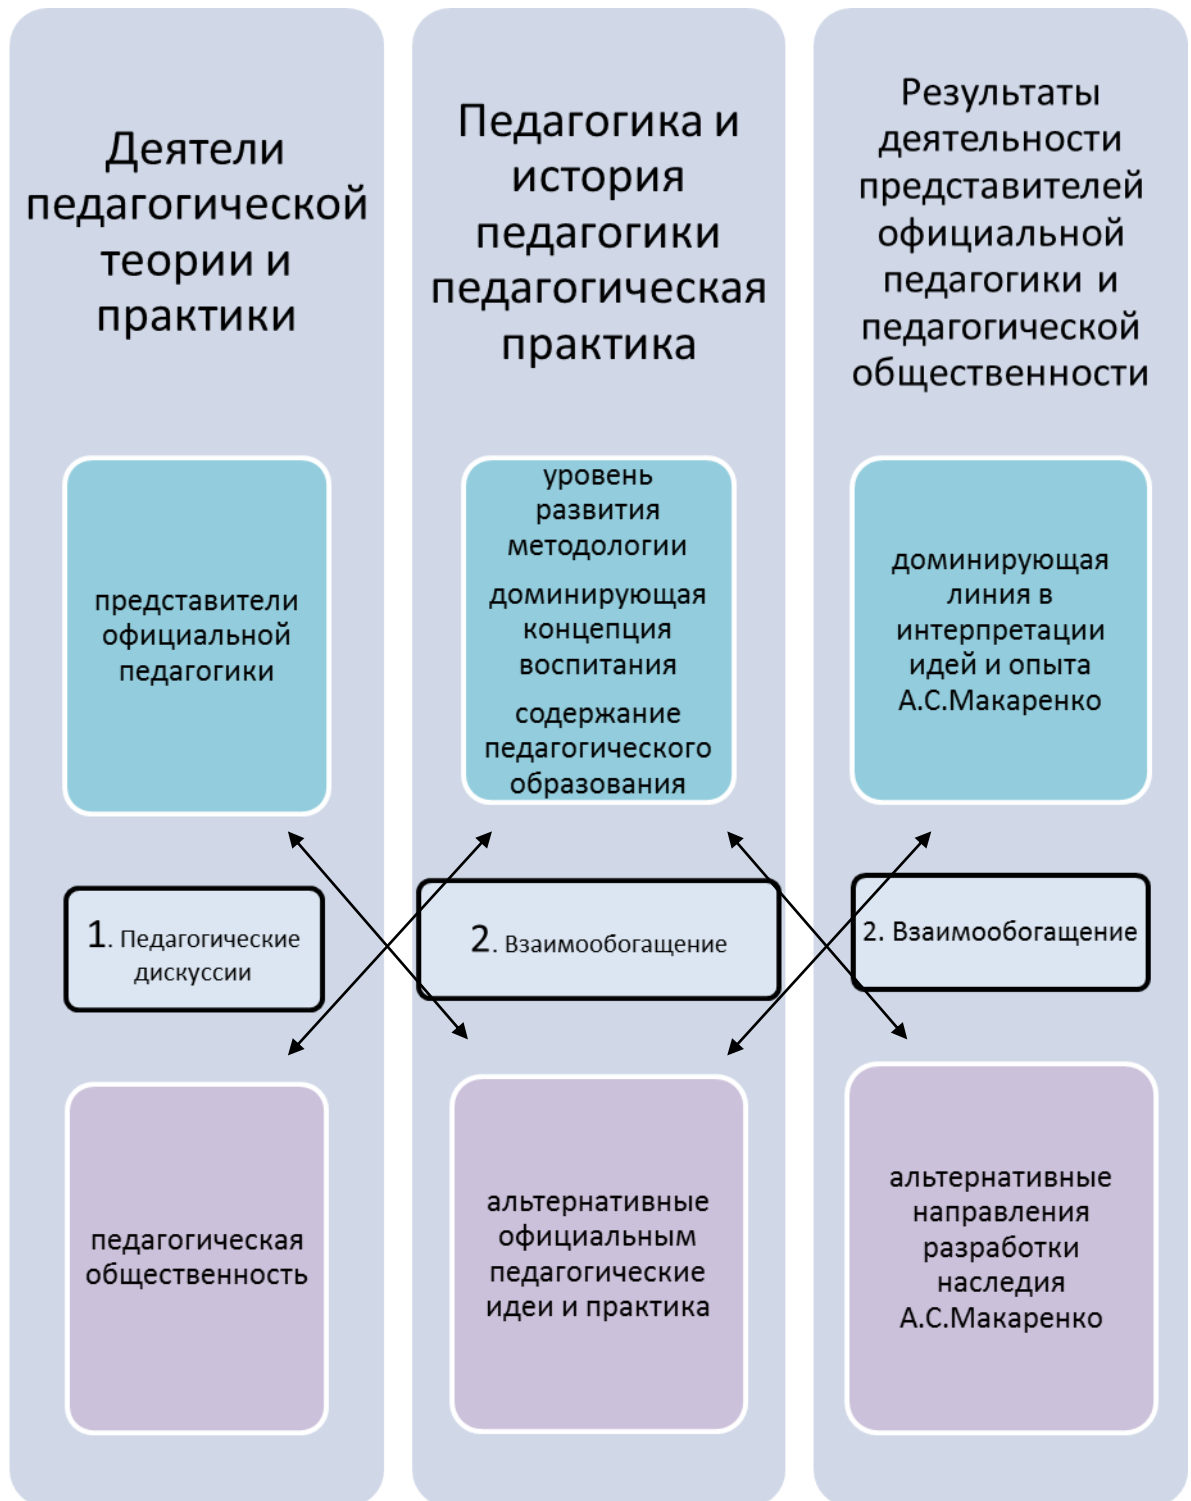 Деятели
педагогической
теории и
практики
представители
официальной
педагогики
1. Педагогические
дискуссии
педагогическая
общественность
Педагогика и
история
педагогики
педагогическая
практика
уровень
развития
методологии
доминирующая
концепция
воспитания
содержание
педагогического
образования
2. Взаимообогащение
альтернативные
официальным
педагогические
идеи и практика
Результаты
деятельности
представителей
официальной
педагогики и
педагогической
общественности
доминирующая
линия в
интерпретации
идей и опыта
А.С.Макаренко
2. Взаимообогащение
альтернативные
направления
разработки
наследия
А.С.Макаренко